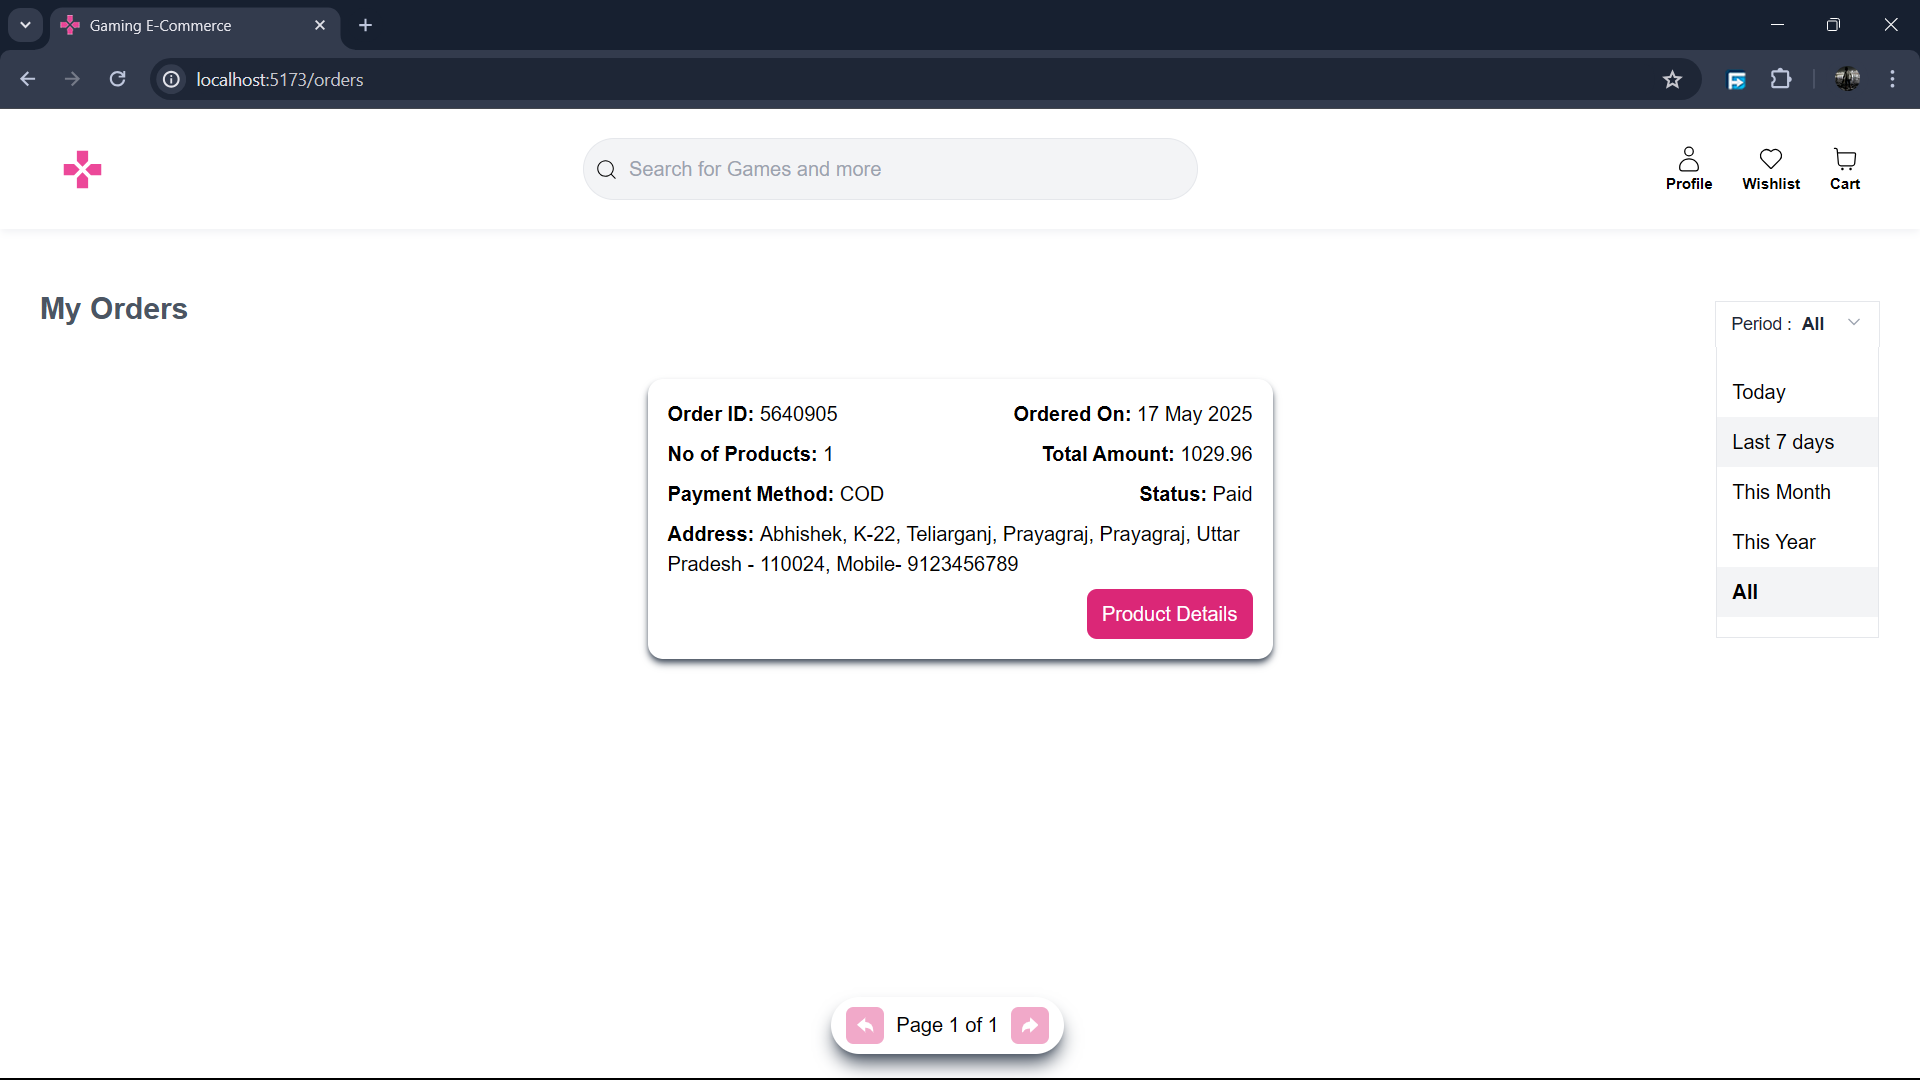 Gaming E-Commerce
localhost:5173/orders
Search for Games and more
Profile
Wishlist
Cart
My Orders
Period : All
Today
Last 7 days
This Month
This Year
All
Order ID: 5640905
Ordered On: 17 May 2025
No of Products: 1
Total Amount: 1029.96
Payment Method: COD
Status: Paid
Address: Abhishek, K-22, Teliarganj, Prayagraj, Prayagraj, Uttar
Pradesh - 110024, Mobile- 9123456789
Product Details
Page 1 of 1